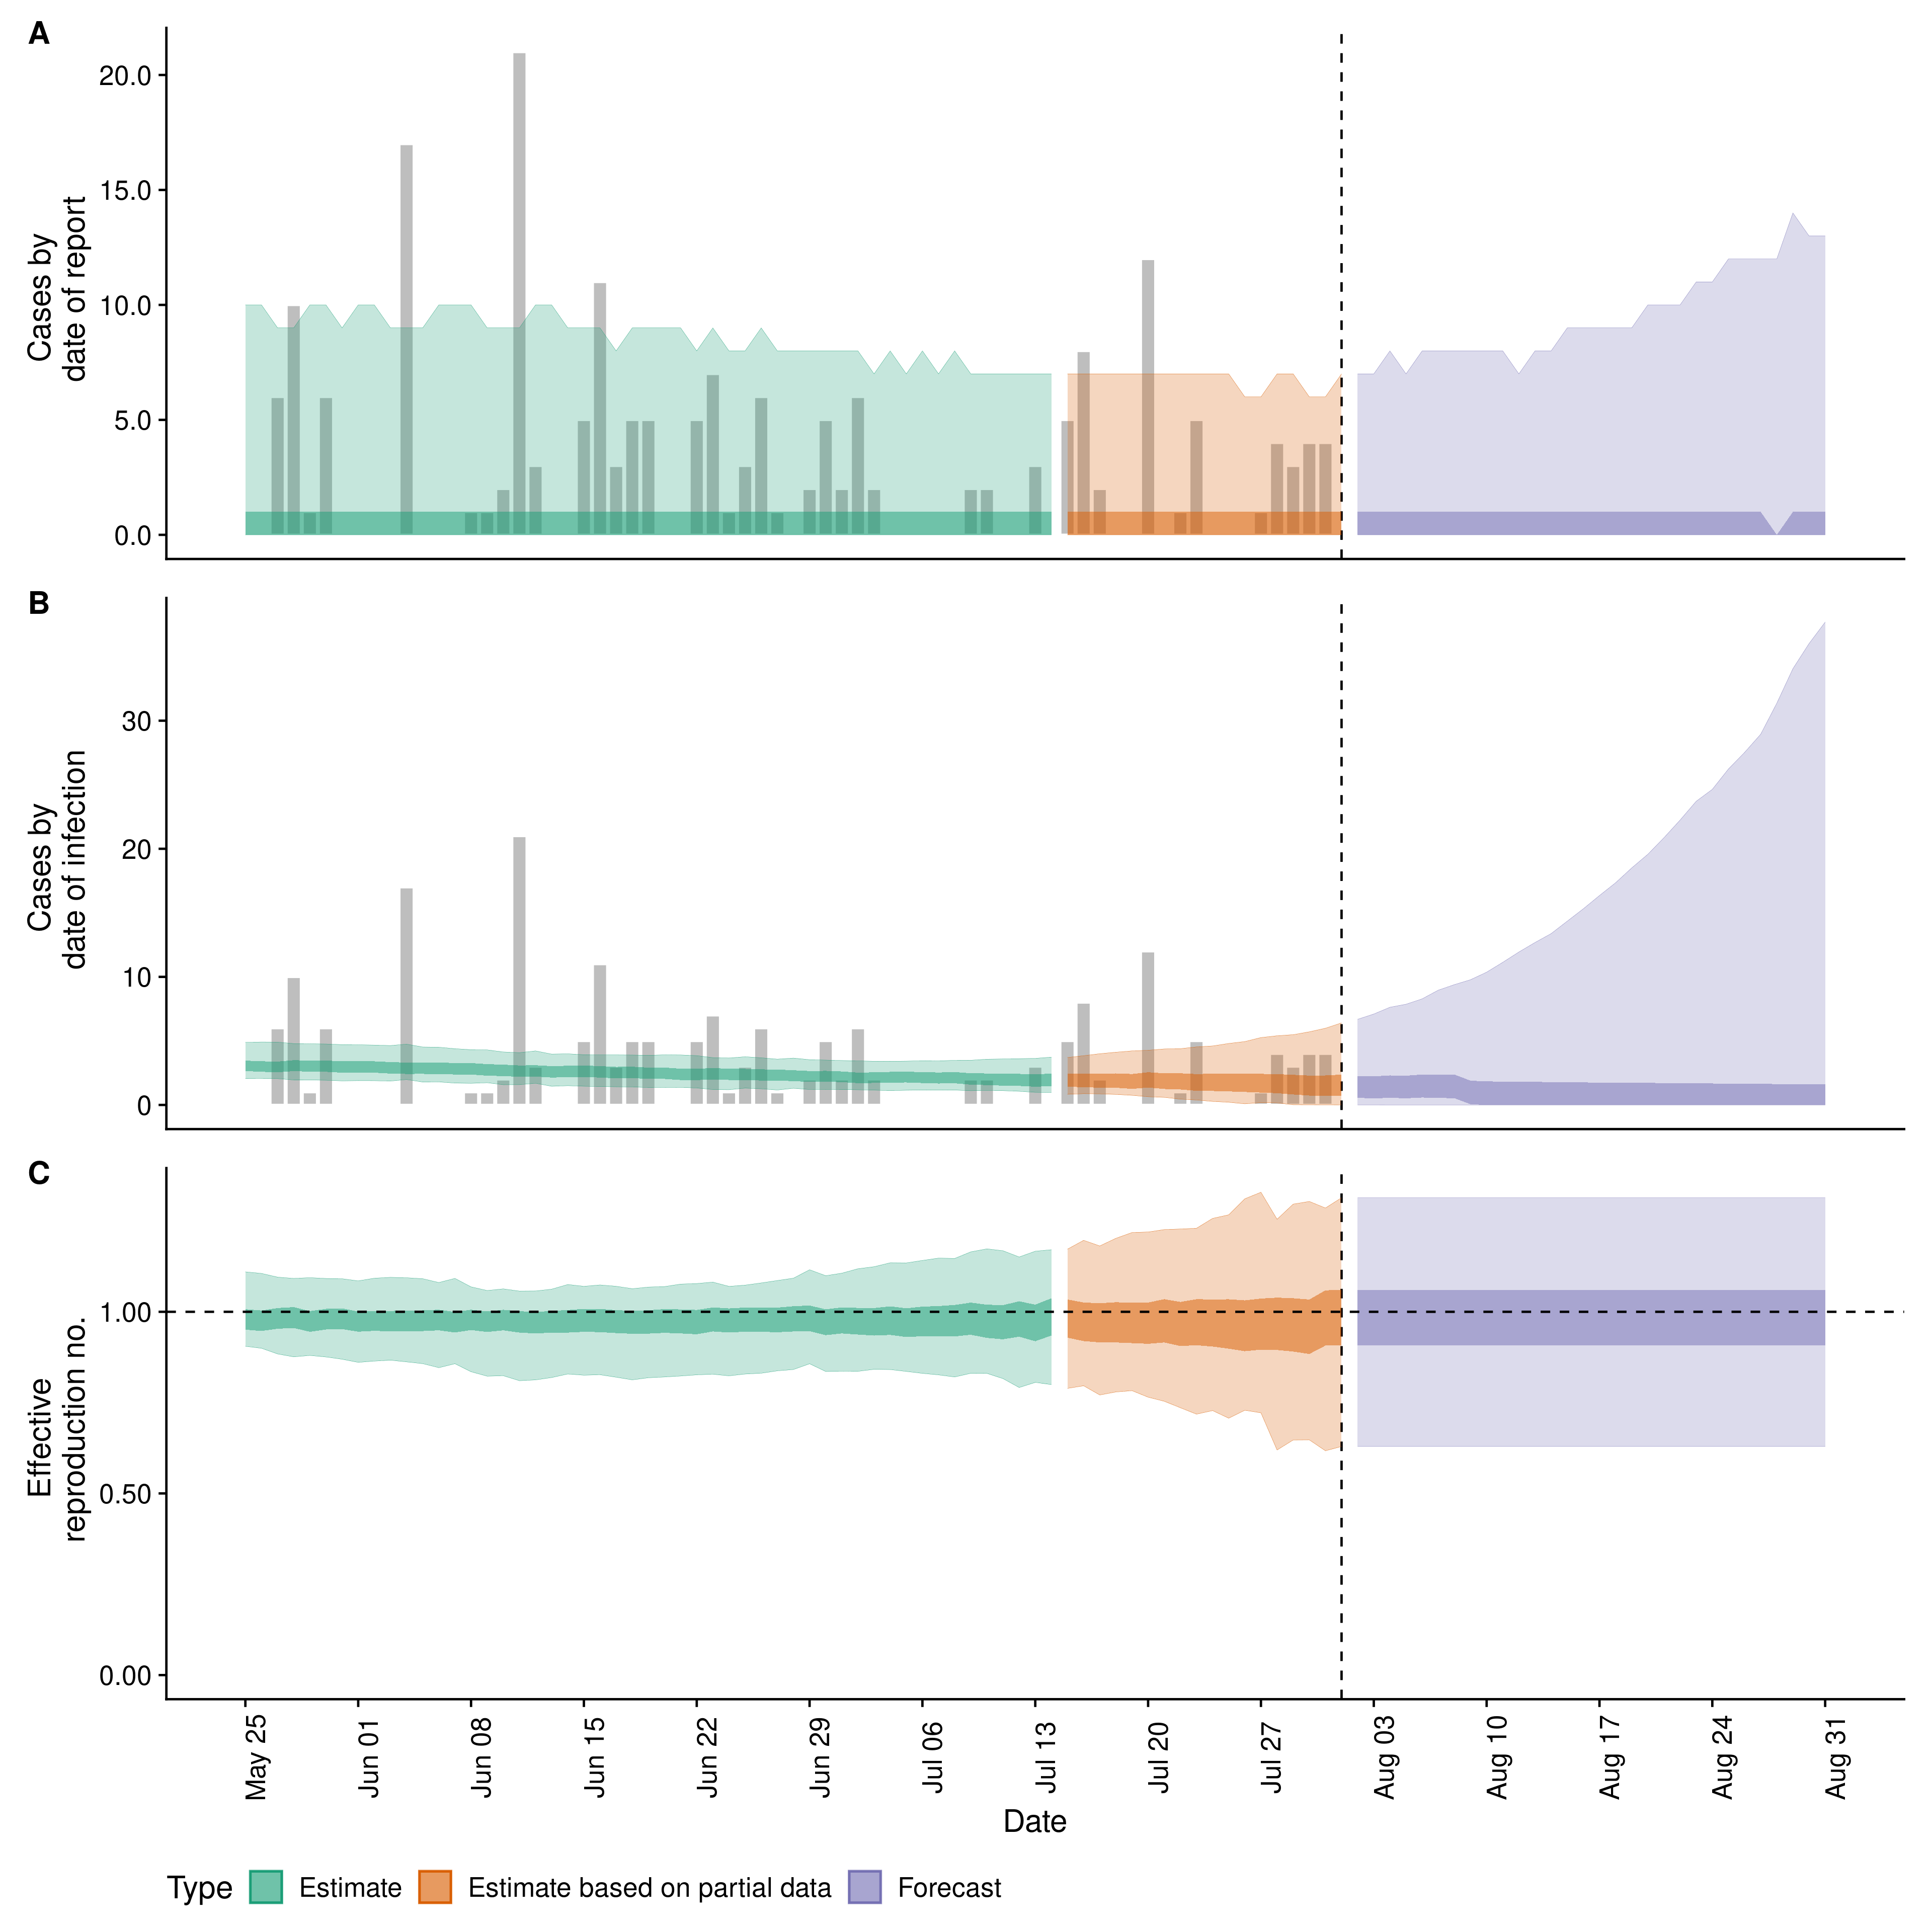 A
Cases by
date of report
20.0
15.0
10.0
5.0
0.0
B
Cases by
date of infection
30
20
10
0
C
Effective
reproduction no.
1.00
0.50
0.00
May 25
Jun 01
Jun 08
Jun 15
Jun 22
Jun 29
Jul 06
Jul 13
Jul 20
Jul 27
Aug 03
Aug 10
Aug 17
Aug 24
Aug 31
Date
Type Estimate Estimate based on partial data Forecast